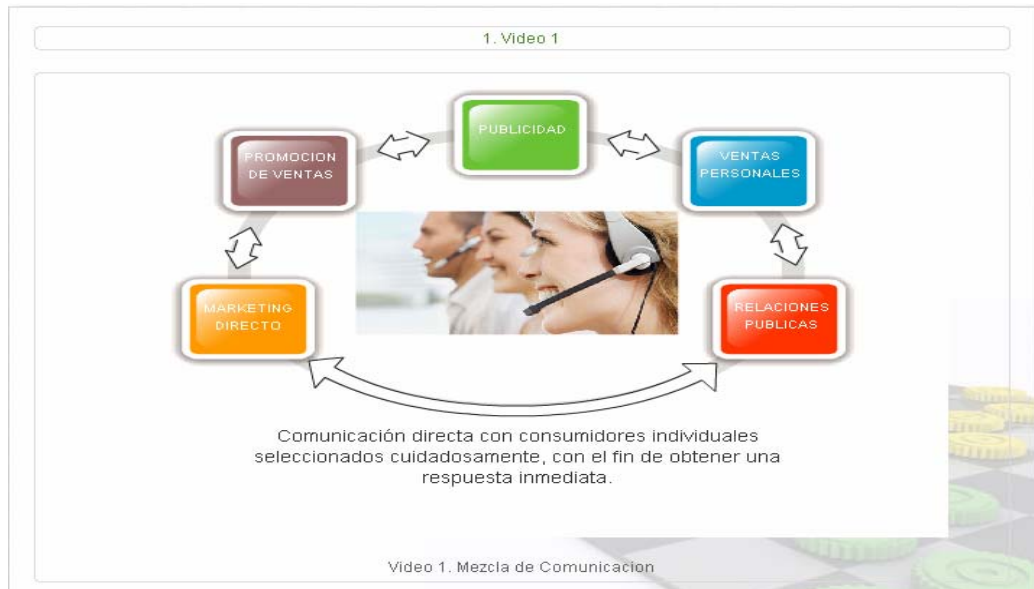 1. Video 1
PUBLICIDAD
PROMOCION
DE VENTAS
VENTAS
PERSONALES
MARKETING
DIRECTO
RELACIONES
PUBLICAS
Comunicación directa con consumidores individuales
seleccionados cuidadosamente, con el fin de obtener una
respuesta inmediata.
Video 1. Mezcla de Comunicacion